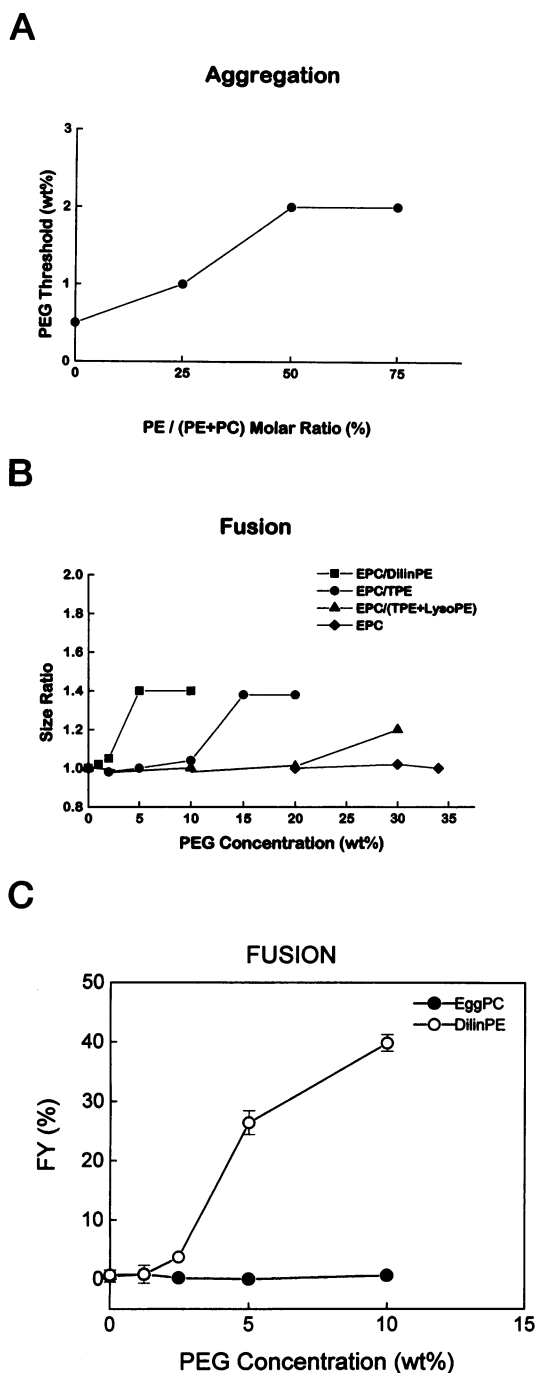 A
Aggregation
3
2
1
0
PEG Threshold (wt%)
0 25 50 75
PE / (PE+PC) Molar Ratio (%)
B
Fusion
EPC/DilinPE
EPC/TPE
EPC/(TPE+LysoPE)
EPC
2.0
1.8
1.6
1.4
1.2
1.0
0.8
Size Ratio
0 5 10 15 20 25 30 35
PEG Concentration (wt%)
C
FUSION
EggPC
DilinPE
50
40
30
20
10
0
FY (%)
0 5 10 15
PEG Concentration (wt%)